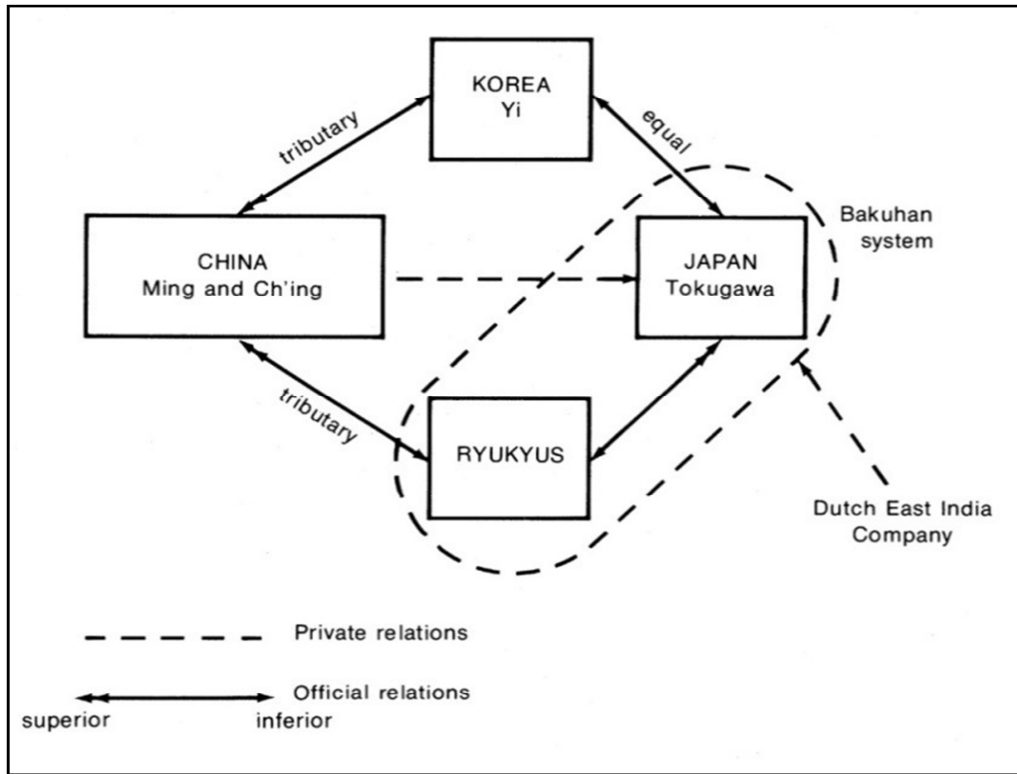 KOREA
Yi
tributary
equal
Bakuhan
system
CHINA
Ming and Ch'ing
JAPAN
Tokugawa
tributary
RYUKYUS
Dutch East India
Company
Private relations
Official relations
superior
inferior